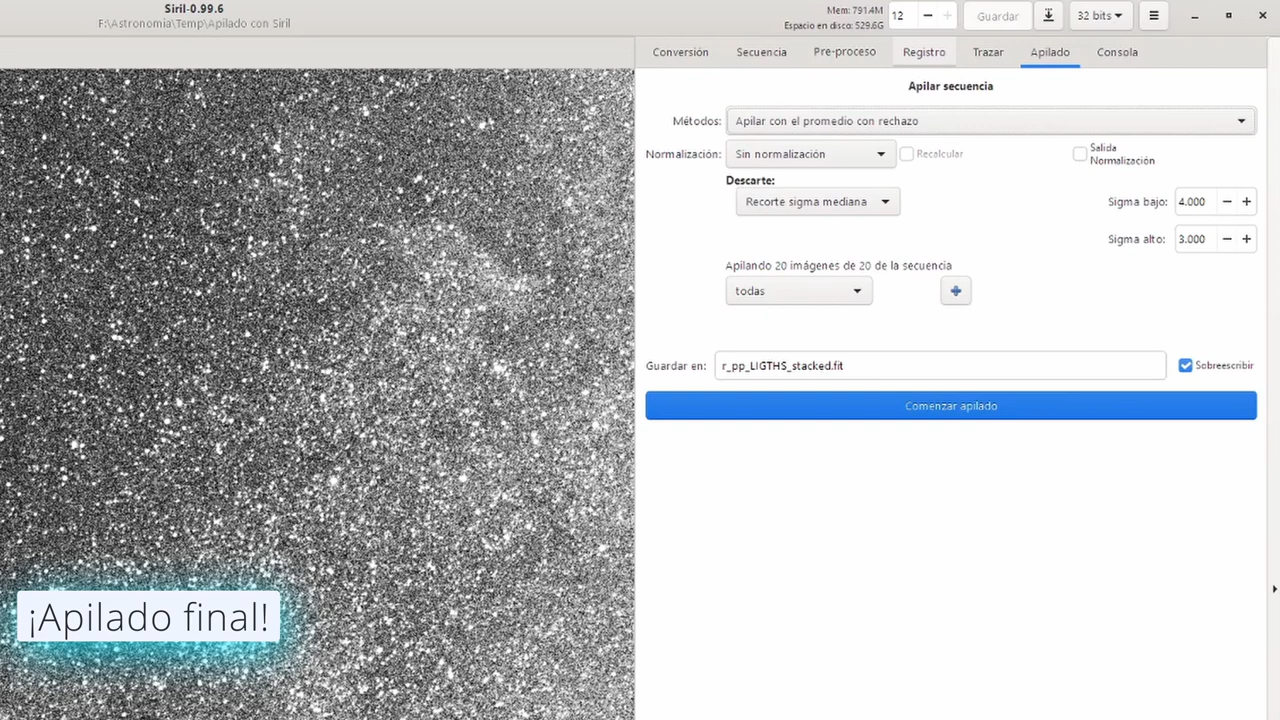 Siril-0.99.6
F:\Astronomia\Temp\Apilado con Siril
Mem: 791.4M
Espacio en disco: 529.6G
12
Guardar
32 bits
Conversión
Secuencia
Pre-proceso
Registro
Trazar
Apilado
Consola
Apilar secuencia
Métodos:
Apilar con el promedio con rechazo
Normalización:
Sin normalización
Recalcular
Salida
Normalización
Descarte:
Recorte sigma mediana
Sigma bajo:
4.000
Sigma alto:
3.000
Apilando 20 imágenes de 20 de la secuencia
todas
Guardar en:
r_pp_LIGTHS_stacked.fit
Sobreescribir
Comenzar apilado
¡Apilado final!